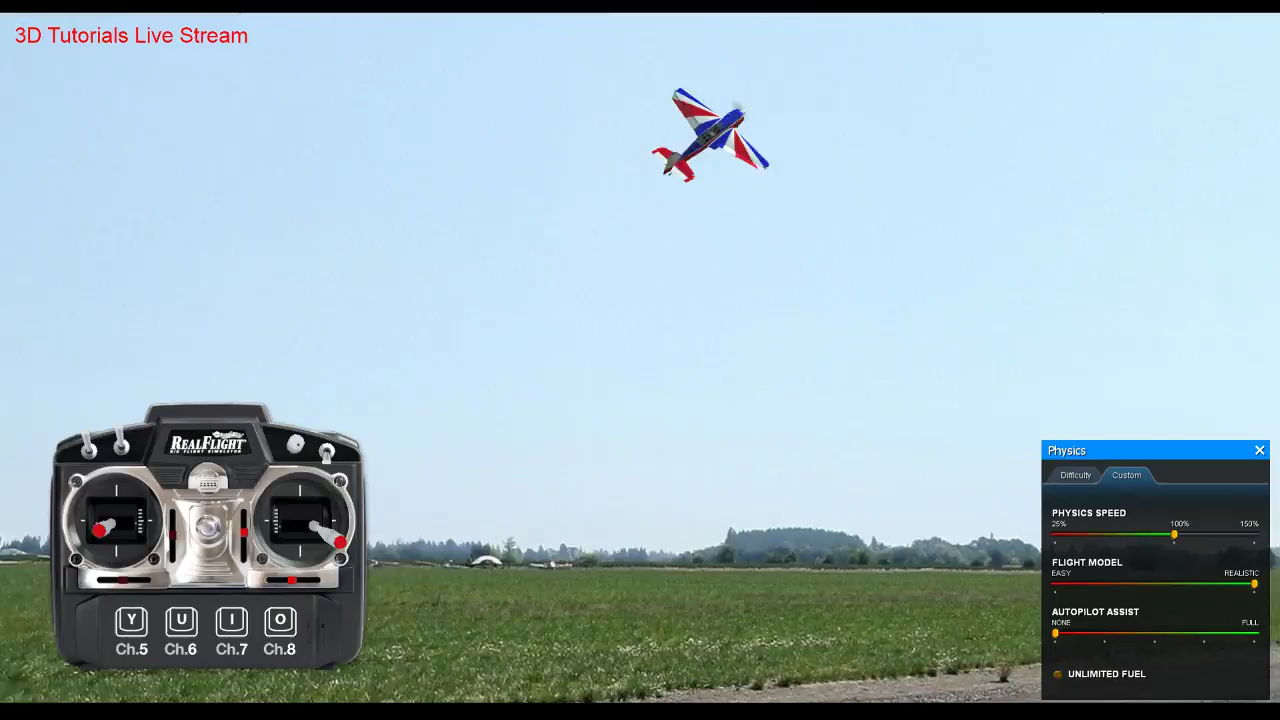 3D Tutorials Live Stream
REALFLIGHT
R/C FLIGHT SIMULATOR
Y U I O
Ch.5 Ch.6 Ch.7 Ch.8
Physics
Difficulty Custom
PHYSICS SPEED
25% 100% 150%
FLIGHT MODEL
EASY REALISTIC
AUTOPILOT ASSIST
NONE FULL
UNLIMITED FUEL